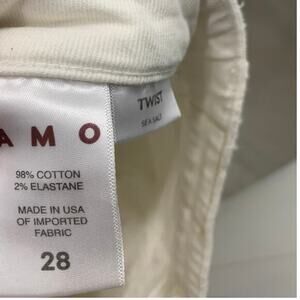 AMO
TWIST
SEA SALT
98% COTTON
2% ELASTANE
MADE IN USA
OF IMPORTED
FABRIC
28